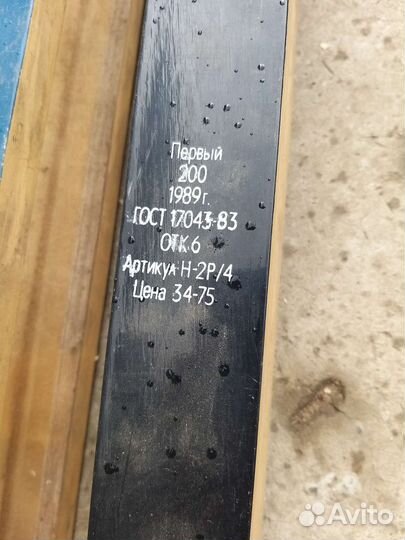 Первый
200
1989г.
ГОСТ 17043-83
ОТК 6
Артикул Н-2Р/4
Цена 34-75
Avito